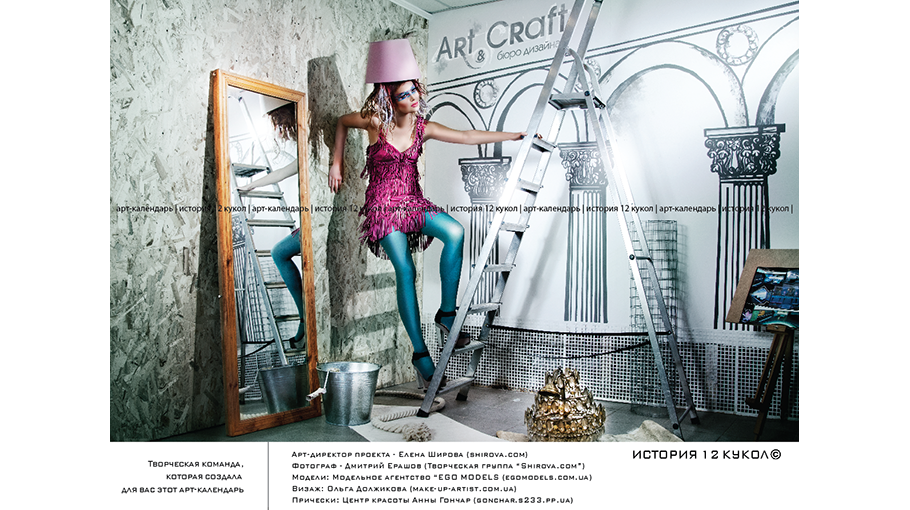 Art & Craft
бюро дизайна
арт-календарь | история 12 кукол | арт-календарь | история 12 кукол | арт-календарь | история 12 кукол | арт-календарь | история 12 кукол | арт-календарь | история 12 кукол |
ИСТОРИЯ 12 КУКОЛ©
Творческая команда,
которая создала
для вас этот арт-календарь
Арт-директор проекта - Елена Широва (shirova.com)
Фотограф - Дмитрий Ерашов (Творческая группа "Shirova.com")
Модели: Модельное агентство "EGO MODELS (egomodels.com.ua)
Визаж: Ольга Должикова (make-up-artist.com.ua)
Прически: Центр красоты Анны Гончар (gonchar.s233.pp.ua)